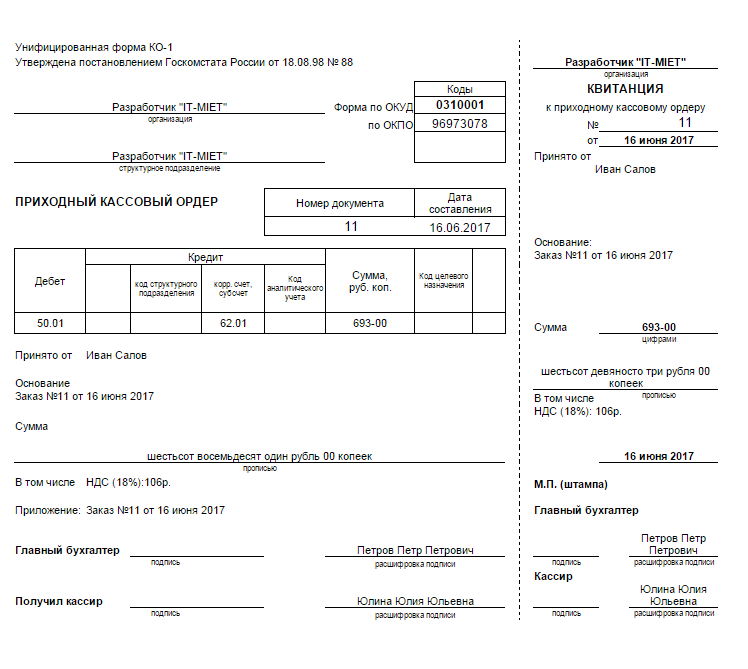 Унифицированная форма КО-1
Утверждена постановлением Госкомстата России от 18.08.98 № 88
Коды
Разработчик "IT-MIET" Форма по ОКУД 0310001
организация
по ОКПО 96973078
Разработчик "IT-MIET"
структурное подразделение
ПРИХОДНЫЙ КАССОВЫЙ ОРДЕР
Номер документа
Дата
составления
11 16.06.2017
Дебет
Кредит
код структурного
подразделения
корр. счет,
субсчет
Код
аналитического
учета
Сумма,
руб. коп.
Код целевого
назначения
50.01 62.01 693-00
Принято от Иван Салов
Основание
Заказ №11 от 16 июня 2017
Сумма
шестьсот восемьдесят один рубль 00 копеек
прописью
В том числе НДС (18%):106р.
Приложение: Заказ №11 от 16 июня 2017
Главный бухгалтер Петров Петр Петрович
подпись расшифровка подписи
Получил кассир Юлина Юлия Юльевна
подпись расшифровка подписи
Разработчик "IT-MIET"
организация
КВИТАНЦИЯ
к приходному кассовому ордеру
№ 11
от 16 июня 2017
Принято от
Иван Салов
Основание:
Заказ №11 от 16 июня 2017
Сумма 693-00
цифрами
шестьсот девяносто три рубля 00
копеек
прописью
В том числе
НДС (18%): 106р.
16 июня 2017
М.П. (штампа)
Главный бухгалтер
Петров Петр
Петрович
подпись расшифровка подписи
Кассир
Юлина Юлия
Юльевна
подпись расшифровка подписи